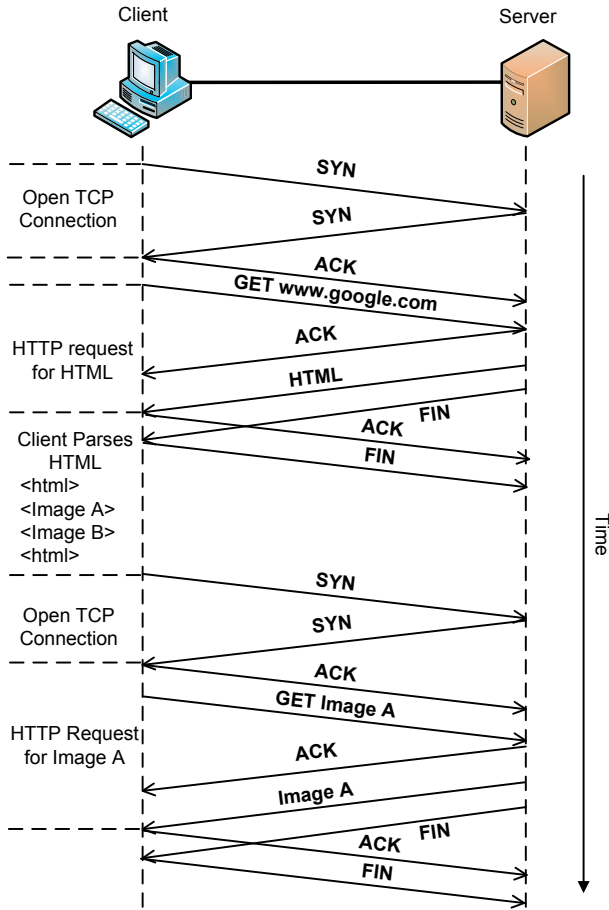 Client
Server
SYN
Open TCP
Connection
SYN
ACK
GET www.google.com
ACK
HTTP request
for HTML
HTML
FIN
ACK
Client Parses
HTML
<html>
<Image A>
<Image B>
<html>
FIN
Time
SYN
Open TCP
Connection
SYN
ACK
GET Image A
HTTP Request
for Image A
ACK
Image A
FIN
ACK
FIN